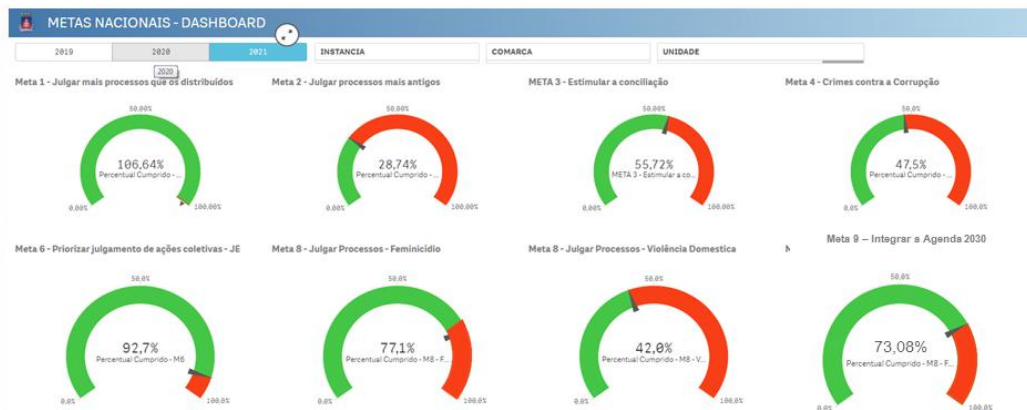 METAS NACIONAIS - DASHBOARD
2019 2020 2021 INSTANCIA COMARCA UNIDADE
2020
Meta 1 - Julgar mais processos que os distribuídos
50,00%
106,64%
Percentual Cumprido - ...
0,00% 100,00%
Meta 2 - Julgar processos mais antigos
50,00%
28,74%
Percentual Cumprido - ...
0,00% 100,00%
META 3 - Estimular a conciliação
50,00%
55,72%
META 3 - Estimular a co...
0,00% 100,00%
Meta 4 - Crimes contra a Corrupção
50,0%
47,5%
Percentual Cumprido - ...
0,0% 100,0%
Meta 6 - Priorizar julgamento de ações coletivas - JE
50,0%
92,7%
Percentual Cumprido - M6
0,0% 100,0%
Meta 8 - Julgar Processos - Feminicídio
50,0%
77,1%
Percentual Cumprido - M8 - F...
0,0% 100,0%
Meta 8 - Julgar Processos - Violência Domestica
50,0%
42,0%
Percentual Cumprido - M8 - V...
0,0% 100,0%
Meta 9 – Integrar a Agenda 2030
50,0%
73,08%
Percentual Cumprido - M8 - F...
0,0% 100,0%